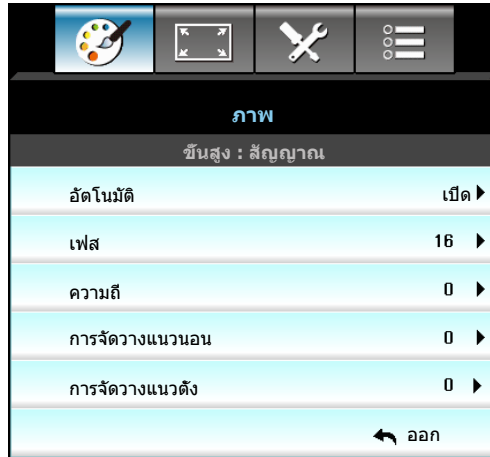 ภาพ
ขั้นสูง : สัญญาณ
อัตโนมัติ เปิด
เฟส 16
ความถี่ 0
การจัดวางแนวนอน 0
การจัดวางแนวตั้ง 0
ออก